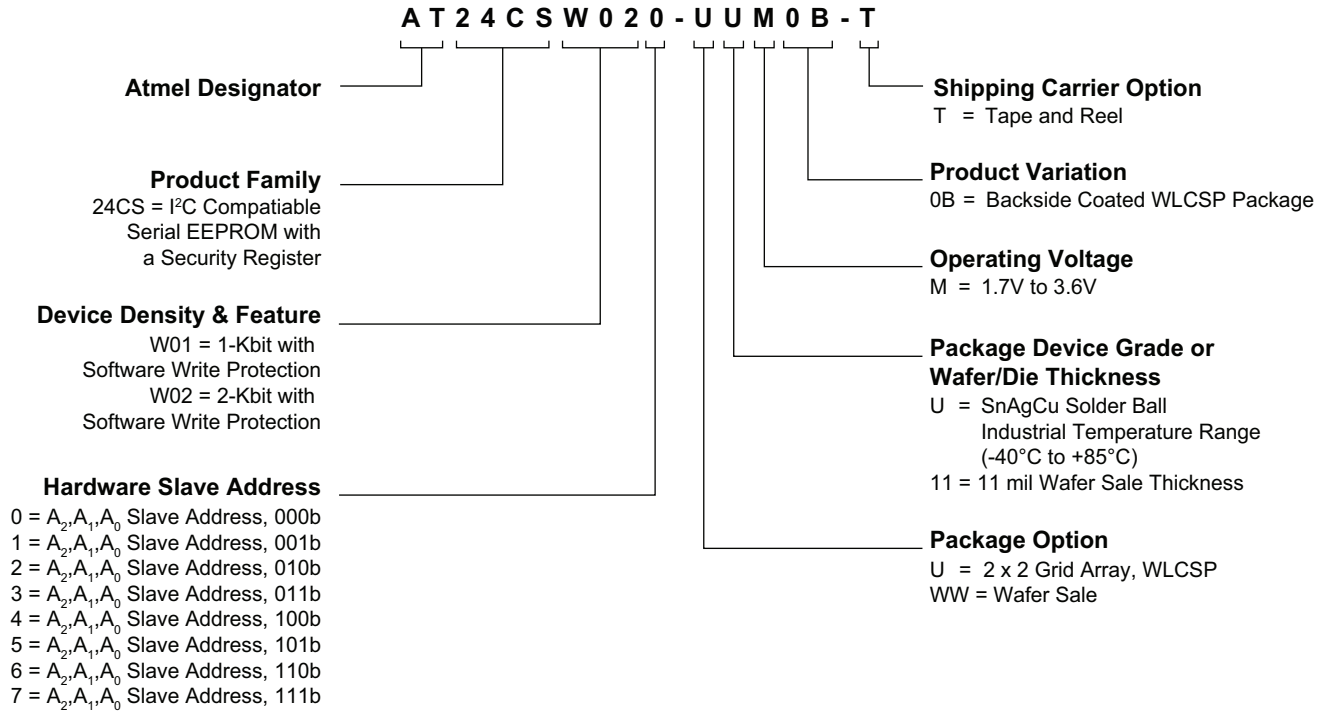 AT24CSW020-UUM0B-T
Atmel Designator
Product Family
24CS = I²C Compatiable
Serial EEPROM with
a Security Register
Device Density & Feature
W01 = 1-Kbit with
Software Write Protection
W02 = 2-Kbit with
Software Write Protection
Hardware Slave Address
0 = A₂,A₁,A₀ Slave Address, 000b
1 = A₂,A₁,A₀ Slave Address, 001b
2 = A₂,A₁,A₀ Slave Address, 010b
3 = A₂,A₁,A₀ Slave Address, 011b
4 = A₂,A₁,A₀ Slave Address, 100b
5 = A₂,A₁,A₀ Slave Address, 101b
6 = A₂,A₁,A₀ Slave Address, 110b
7 = A₂,A₁,A₀ Slave Address, 111b
Shipping Carrier Option
T = Tape and Reel
Product Variation
0B = Backside Coated WLCSP Package
Operating Voltage
M = 1.7V to 3.6V
Package Device Grade or
Wafer/Die Thickness
U = SnAgCu Solder Ball
Industrial Temperature Range
(-40°C to +85°C)
11 = 11 mil Wafer Sale Thickness
Package Option
U = 2 x 2 Grid Array, WLCSP
WW = Wafer Sale